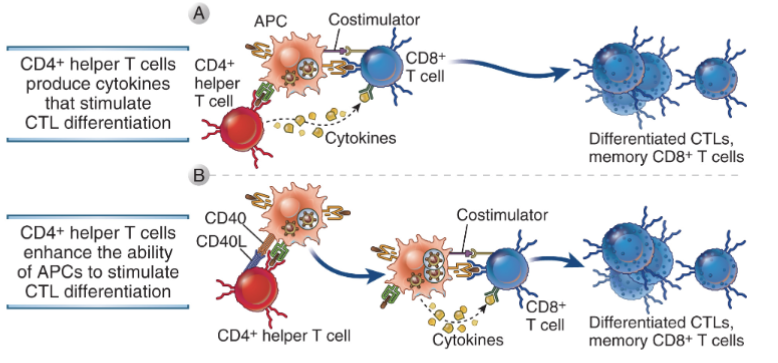 A
APC
Costimulator
CD4+ helper T cells
produce cytokines
that stimulate
CTL differentiation
CD4+
helper
T cell
CD8+
T cell
Cytokines
Differentiated CTLs,
memory CD8+ T cells
B
CD4+ helper T cells
enhance the ability
of APCs to stimulate
CTL differentiation
CD40
CD40L
CD4+ helper T cell
Costimulator
CD8+
T cell
Cytokines
Differentiated CTLs,
memory CD8+ T cells